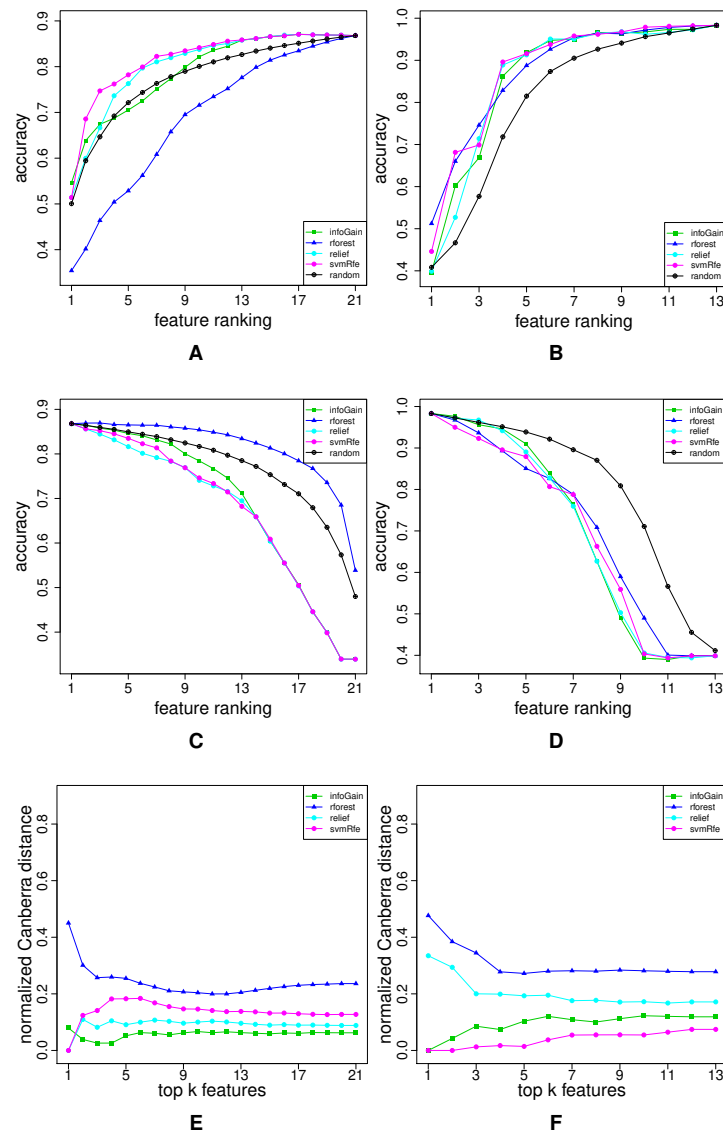 0.9
0.8
0.7
0.6
0.5
0.4
accuracy
infoGain
rforest
relief
svmRfe
random
1 5 9 13 17 21
feature ranking
A
1.0
0.9
0.8
0.7
0.6
0.5
0.4
accuracy
infoGain
rforest
relief
svmRfe
random
1 3 5 7 9 11 13
feature ranking
B
0.9
0.8
0.7
0.6
0.5
0.4
accuracy
infoGain
rforest
relief
svmRfe
random
1 5 9 13 17 21
feature ranking
C
1.0
0.9
0.8
0.7
0.6
0.5
0.4
accuracy
infoGain
rforest
relief
svmRfe
random
1 3 5 7 9 11 13
feature ranking
D
0.8
0.6
0.4
0.2
0.0
normalized Canberra distance
infoGain
rforest
relief
svmRfe
1 5 9 13 17 21
top k features
E
0.8
0.6
0.4
0.2
0.0
normalized Canberra distance
infoGain
rforest
relief
svmRfe
1 3 5 7 9 11 13
top k features
F